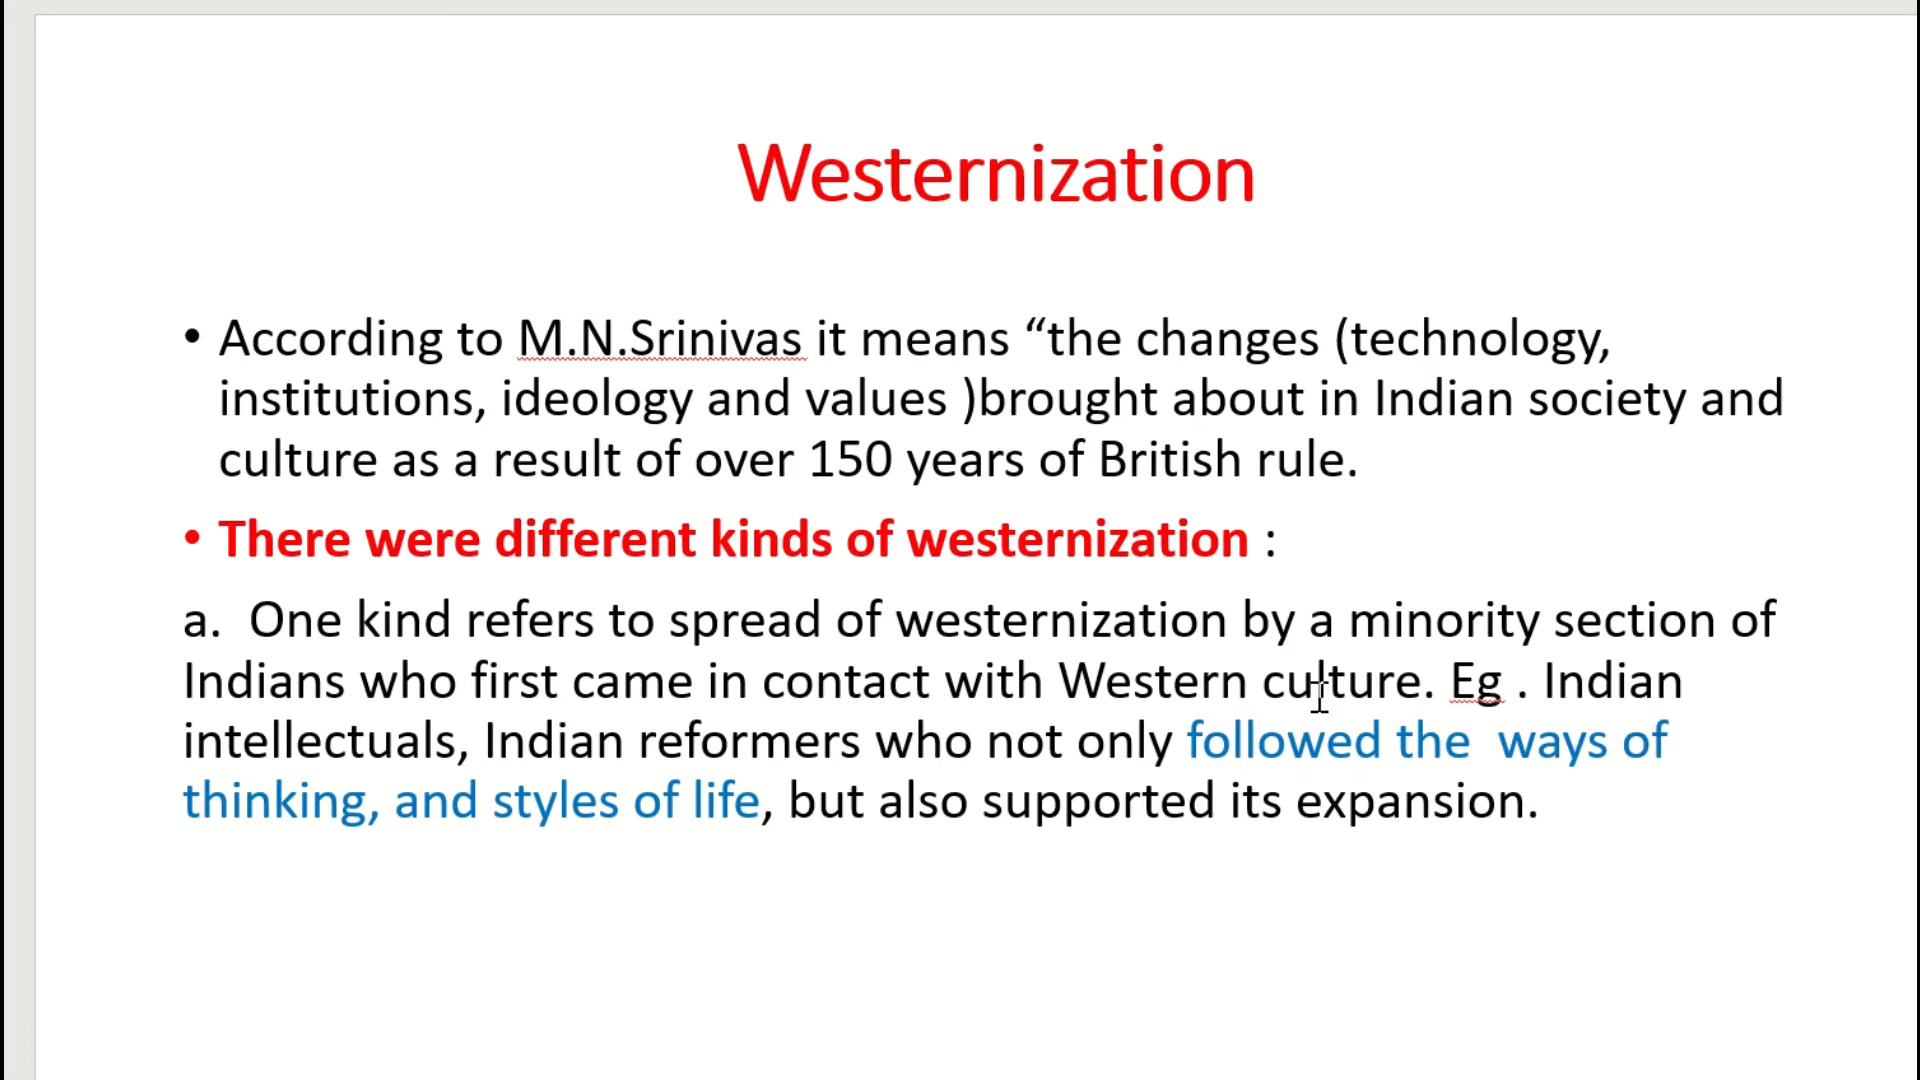 Westernization
• According to M.N.Srinivas it means “the changes (technology,
institutions, ideology and values )brought about in Indian society and
culture as a result of over 150 years of British rule.
• There were different kinds of westernization :
a. One kind refers to spread of westernization by a minority section of
Indians who first came in contact with Western culture. Eg . Indian
intellectuals, Indian reformers who not only followed the  ways of
thinking, and styles of life, but also supported its expansion.